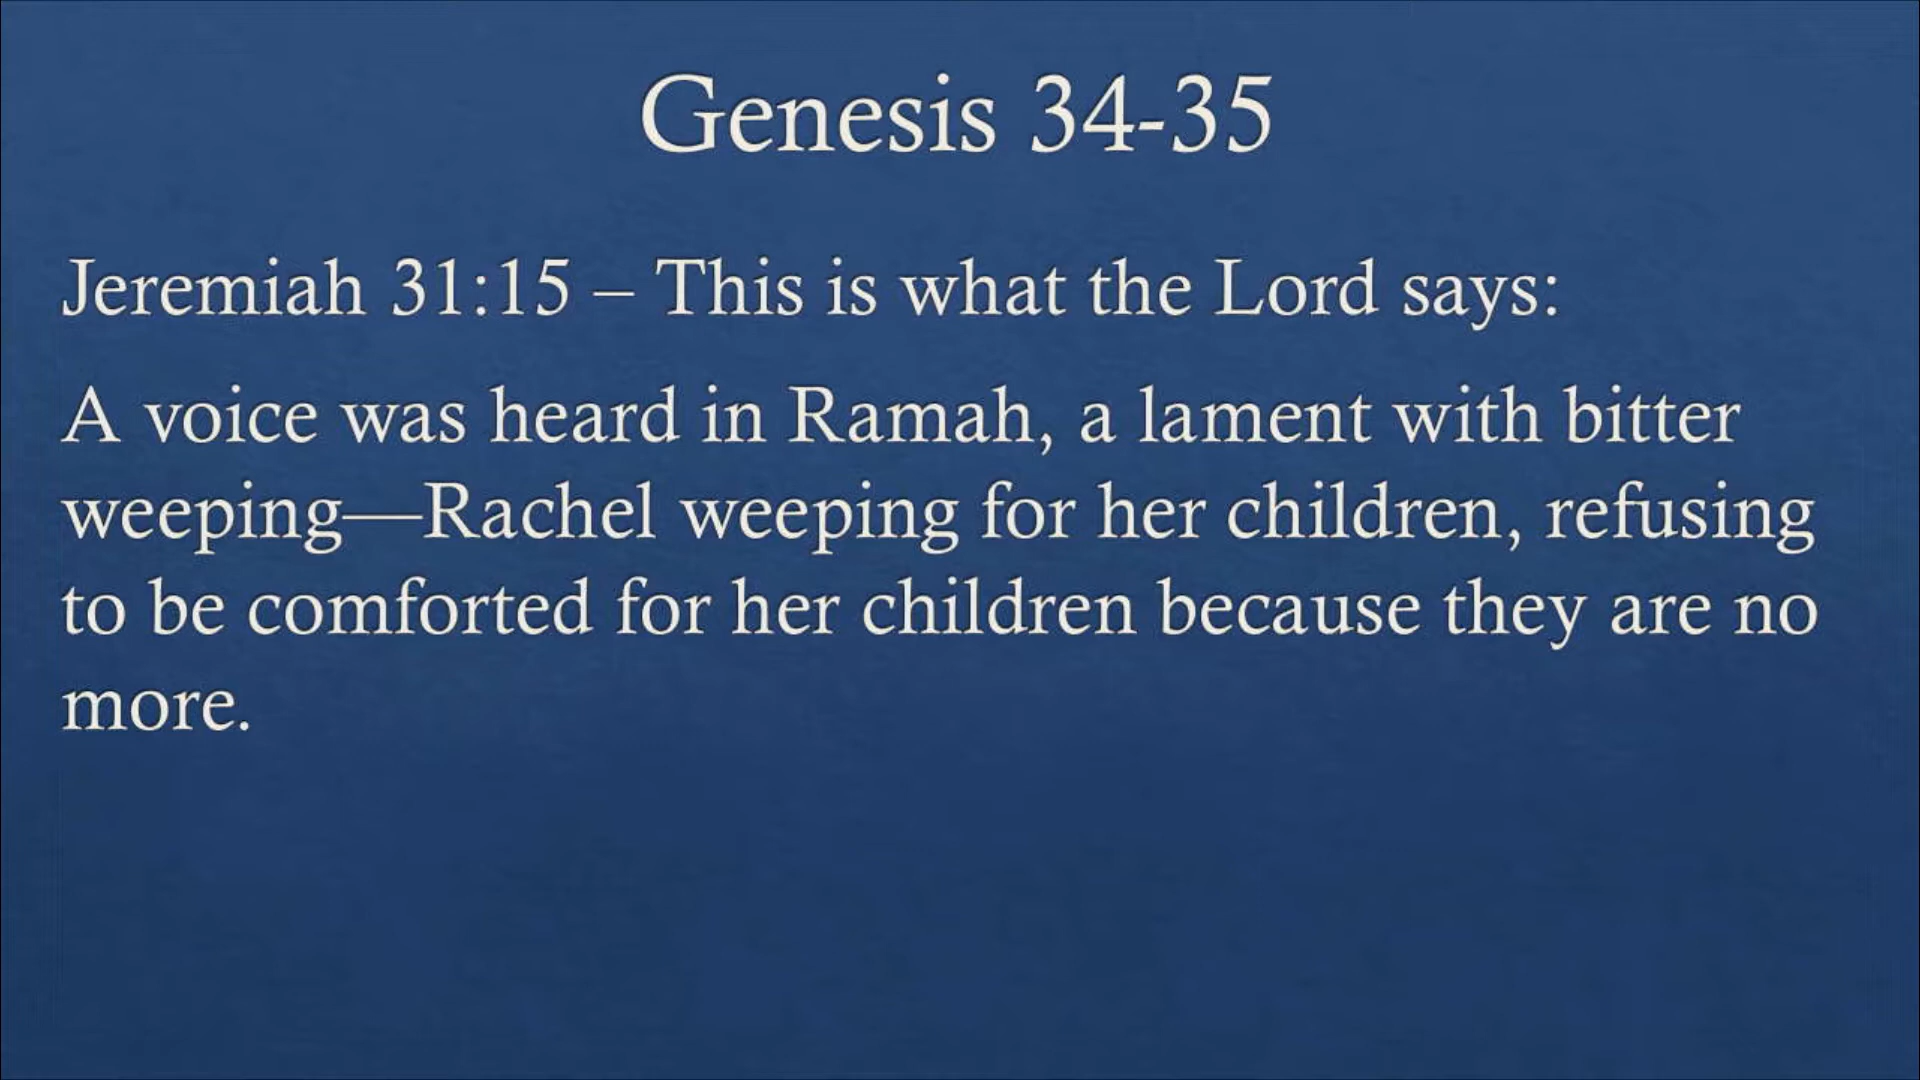 Genesis 34-35
Jeremiah 31:15 – This is what the Lord says:
A voice was heard in Ramah, a lament with bitter
weeping—Rachel weeping for her children, refusing
to be comforted for her children because they are no
more.